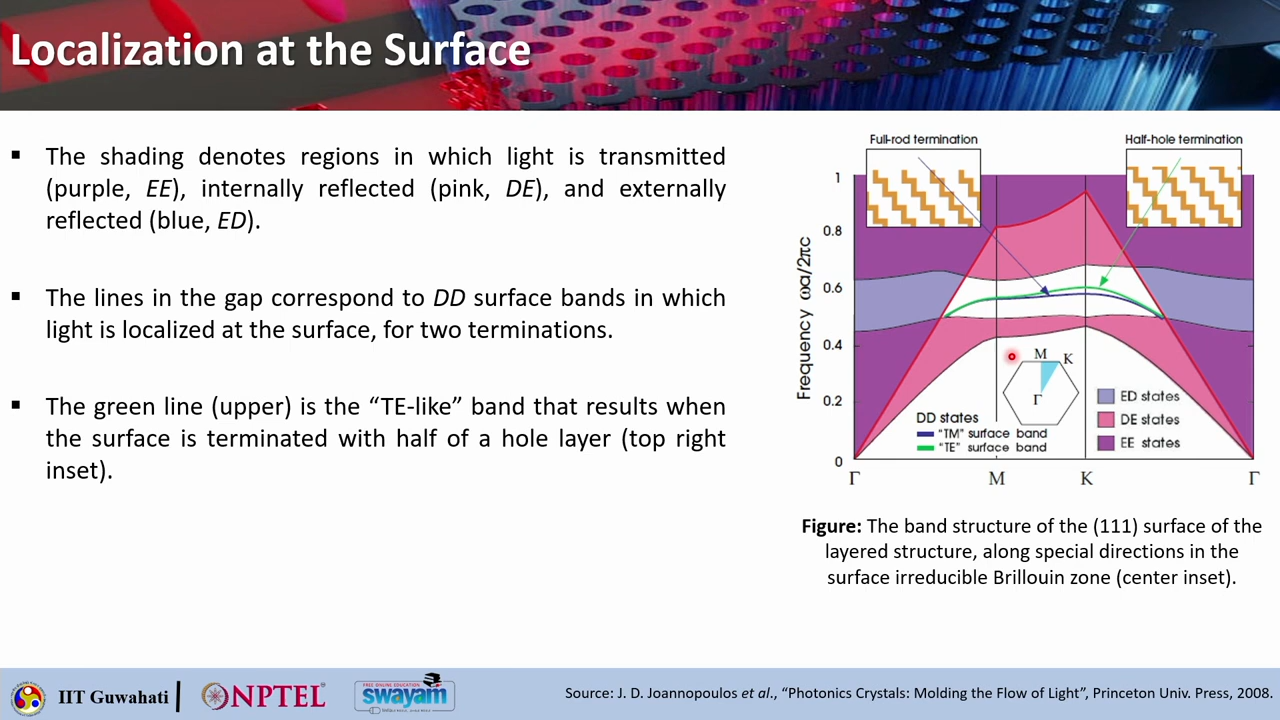 Localization at the Surface
▪ The shading denotes regions in which light is transmitted
(purple, EE), internally reflected (pink, DE), and externally
reflected (blue, ED).
▪ The lines in the gap correspond to DD surface bands in which
light is localized at the surface, for two terminations.
▪ The green line (upper) is the “TE-like” band that results when
the surface is terminated with half of a hole layer (top right
inset).
Full-rod termination
Half-hole termination
Frequency ωa/2πc
1
0.8
0.6
0.4
0.2
0
M
K
Γ
DD states
"TM" surface band
"TE" surface band
ED states
DE states
EE states
Γ M K Γ
Figure: The band structure of the (111) surface of the
layered structure, along special directions in the
surface irreducible Brillouin zone (center inset).
IIT Guwahati
NPTEL
FREE ONLINE EDUCATION
swayam
Source: J. D. Joannopoulos et al., “Photonics Crystals: Molding the Flow of Light”, Princeton Univ. Press, 2008.